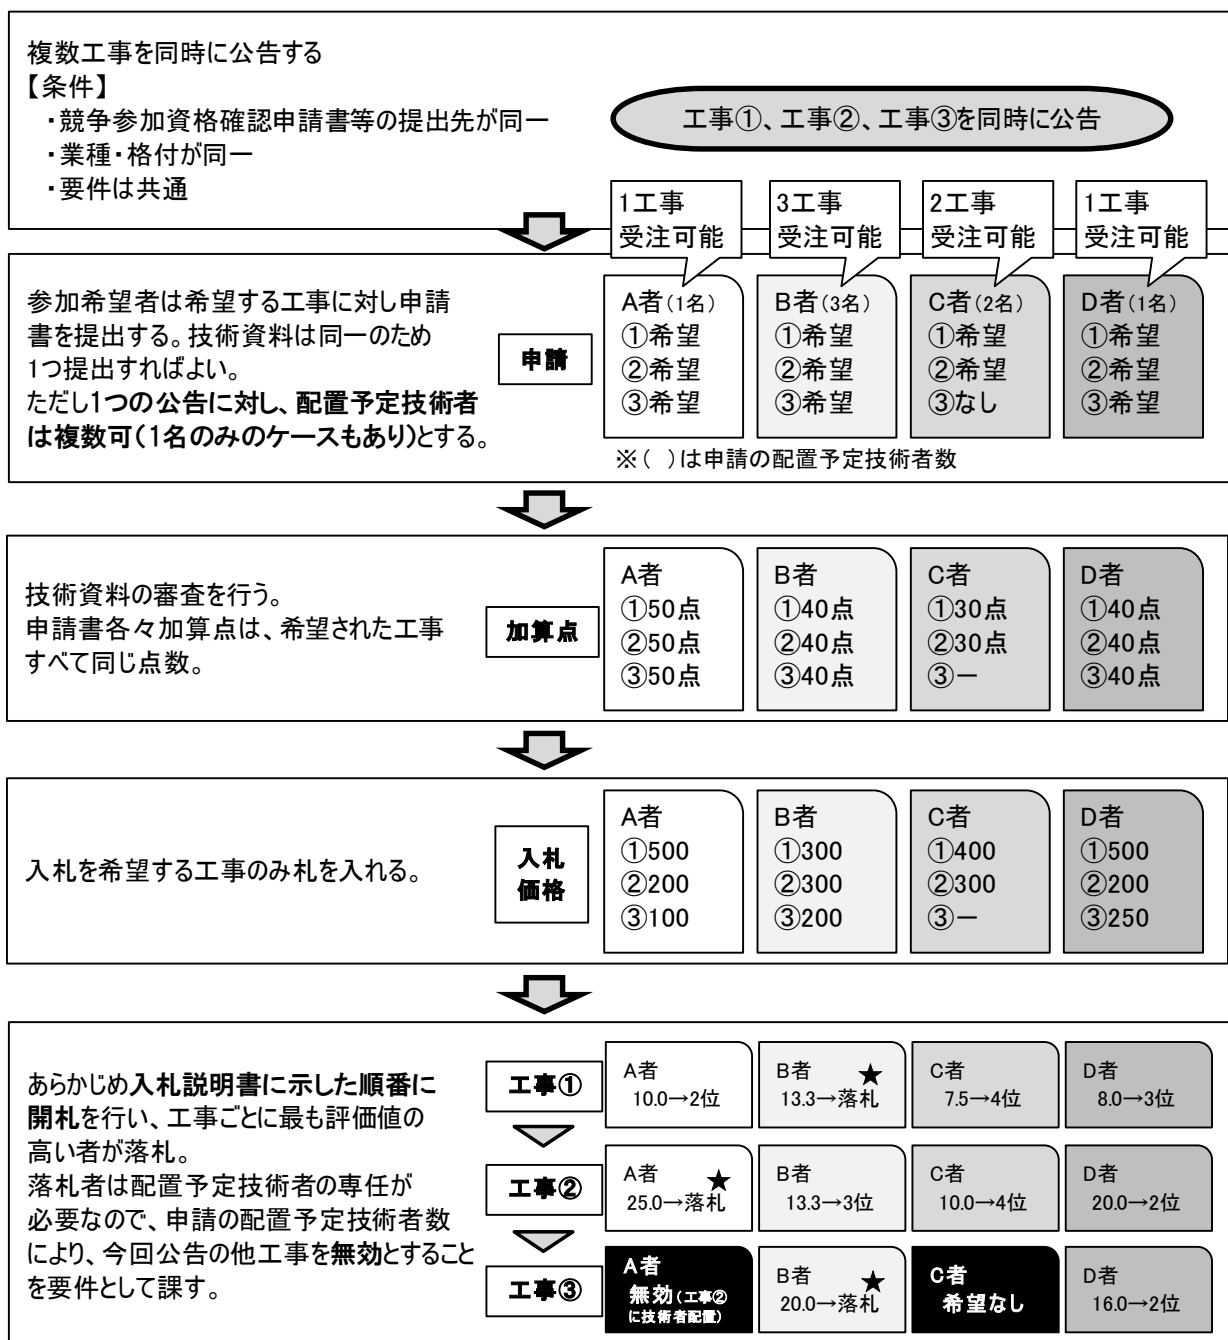 複数工事を同時に公告する
【条件】
・競争参加資格確認申請書等の提出先が同一
・業種・格付が同一
・要件は共通
工事①、工事②、工事③を同時に公告
1工事
受注可能
3工事
受注可能
2工事
受注可能
1工事
受注可能
参加希望者は希望する工事に対し申請
書を提出する。技術資料は同一のため
1つ提出すればよい。
ただし1つの公告に対し、配置予定技術者
は複数可(1名のみのケースもあり)とする。
申請
A者(1名)
①希望
②希望
③希望
B者(3名)
①希望
②希望
③希望
C者(2名)
①希望
②希望
③なし
D者(1名)
①希望
②希望
③希望
※( )は申請の配置予定技術者数
技術資料の審査を行う。
申請書各々加算点は、希望された工事
すべて同じ点数。
加算点
A者
①50点
②50点
③50点
B者
①40点
②40点
③40点
C者
①30点
②30点
③ー
D者
①40点
②40点
③40点
入札を希望する工事のみ札を入れる。
入札
価格
A者
①500
②200
③100
B者
①300
②300
③200
C者
①400
②300
③ー
D者
①500
②200
③250
あらかじめ入札説明書に示した順番に
開札を行い、工事ごとに最も評価値の
高い者が落札。
落札者は配置予定技術者の専任が
必要なので、申請の配置予定技術者数
により、今回公告の他工事を無効とすること
を要件として課す。
工事①
A者
10.0→2位
B者 ★
13.3→落札
C者
7.5→4位
D者
8.0→3位
工事②
A者 ★
25.0→落札
B者
13.3→3位
C者
10.0→4位
D者
20.0→2位
工事③
A者
無効(工事②
に技術者配置)
B者 ★
20.0→落札
C者
希望なし
D者
16.0→2位